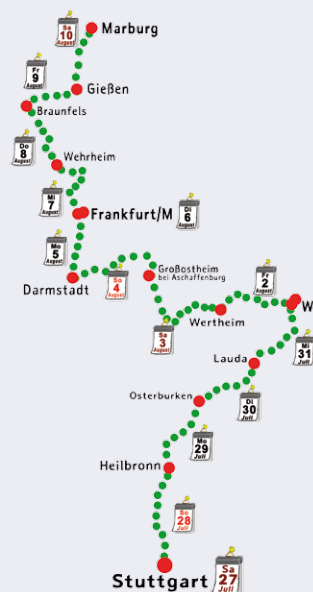 Marburg
Sa
10
August
Fr
9
August
Gießen
Braunfels
Do
8
August
Wehrheim
Mi
7
August
Frankfurt/M
Di
6
August
Mo
5
August
Darmstadt
So
4
August
Großostheim
bei Aschaffenburg
Fr
2
August
Sa
3
August
Wertheim
W
Mi
31
Juli
Lauda
Di
30
Juli
Osterburken
Mo
29
Juli
Heilbronn
So
28
Juli
Stuttgart
Sa
27
Juli